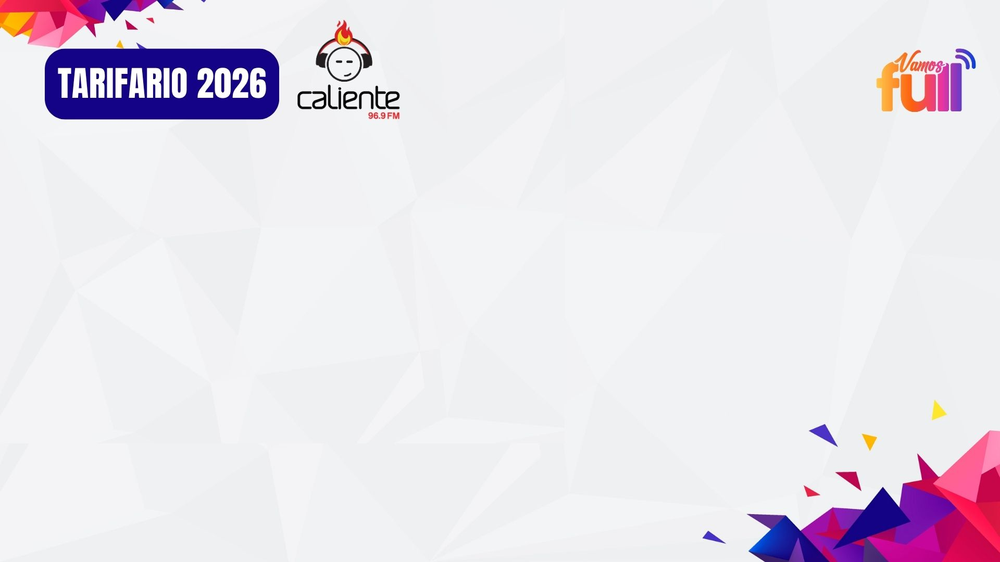 TARIFARIO 2026
caliente
96.9 FM
Vamos
full